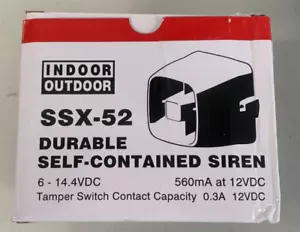 INDOOR
OUTDOOR
SSX-52
DURABLE
SELF-CONTAINED SIREN
6 - 14.4VDC 560mA at 12VDC
Tamper Switch Contact Capacity 0.3A 12VDC